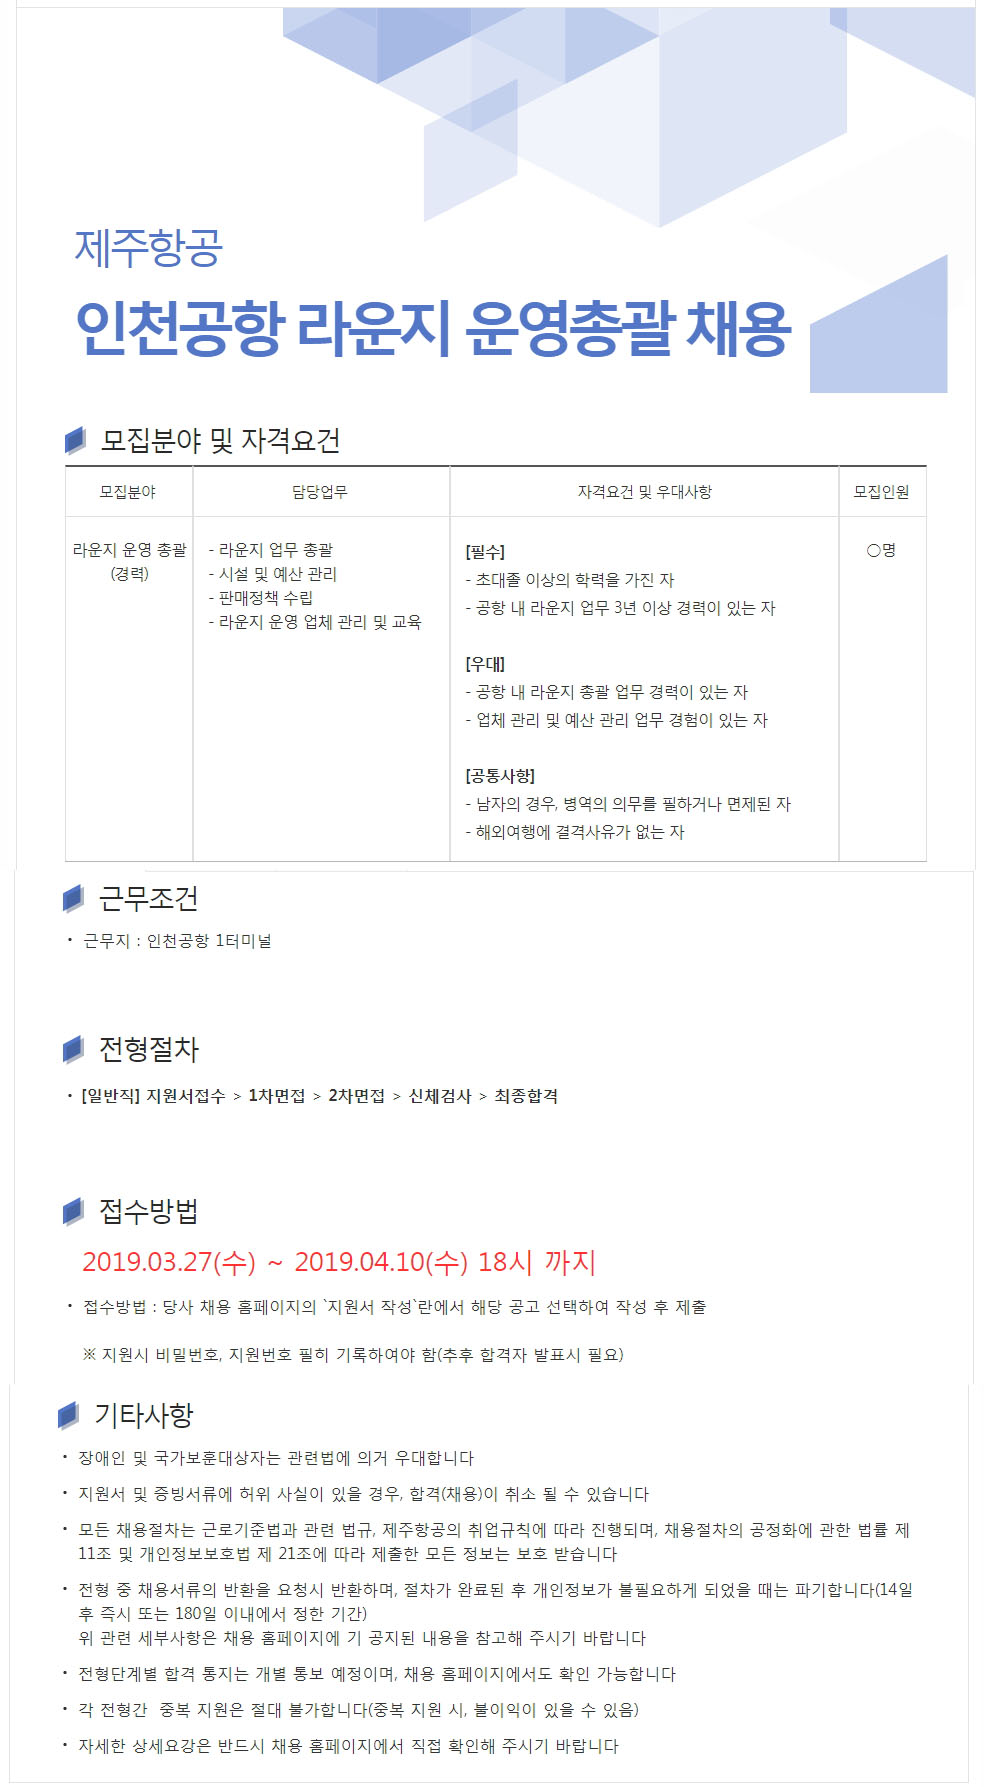 제주항공
인천공항 라운지 운영총괄 채용
모집분야 및 자격요건
모집분야 담당업무 자격요건 및 우대사항 모집인원
라운지 운영 총괄
(경력)
- 라운지 업무 총괄
- 시설 및 예산 관리
- 판매정책 수립
- 라운지 운영 업체 관리 및 교육
[필수]
- 초대졸 이상의 학력을 가진 자
- 공항 내 라운지 업무 3년 이상 경력이 있는 자
[우대]
- 공항 내 라운지 총괄 업무 경력이 있는 자
- 업체 관리 및 예산 관리 업무 경험이 있는 자
[공통사항]
- 남자의 경우, 병역의 의무를 필하거나 면제된 자
- 해외여행에 결격사유가 없는 자
○명
근무조건
• 근무지 : 인천공항 1터미널
전형절차
• [일반직] 지원서접수 > 1차면접 > 2차면접 > 신체검사 > 최종합격
접수방법
2019.03.27(수) ~ 2019.04.10(수) 18시 까지
• 접수방법 : 당사 채용 홈페이지의 `지원서 작성`란에서 해당 공고 선택하여 작성 후 제출
※ 지원시 비밀번호, 지원번호 필히 기록하여야 함(추후 합격자 발표시 필요)
기타사항
• 장애인 및 국가보훈대상자는 관련법에 의거 우대합니다
• 지원서 및 증빙서류에 허위 사실이 있을 경우, 합격(채용)이 취소 될 수 있습니다
• 모든 채용절차는 근로기준법과 관련 법규, 제주항공의 취업규칙에 따라 진행되며, 채용절차의 공정화에 관한 법률 제
11조 및 개인정보보호법 제 21조에 따라 제출한 모든 정보는 보호 받습니다
• 전형 중 채용서류의 반환을 요청시 반환하며, 절차가 완료된 후 개인정보가 불필요하게 되었을 때는 파기합니다(14일
후 즉시 또는 180일 이내에서 정한 기간)
위 관련 세부사항은 채용 홈페이지에 기 공지된 내용을 참고해 주시기 바랍니다
• 전형단계별 합격 통지는 개별 통보 예정이며, 채용 홈페이지에서도 확인 가능합니다
• 각 전형간 중복 지원은 절대 불가합니다(중복 지원 시, 불이익이 있을 수 있음)
• 자세한 상세요강은 반드시 채용 홈페이지에서 직접 확인해 주시기 바랍니다